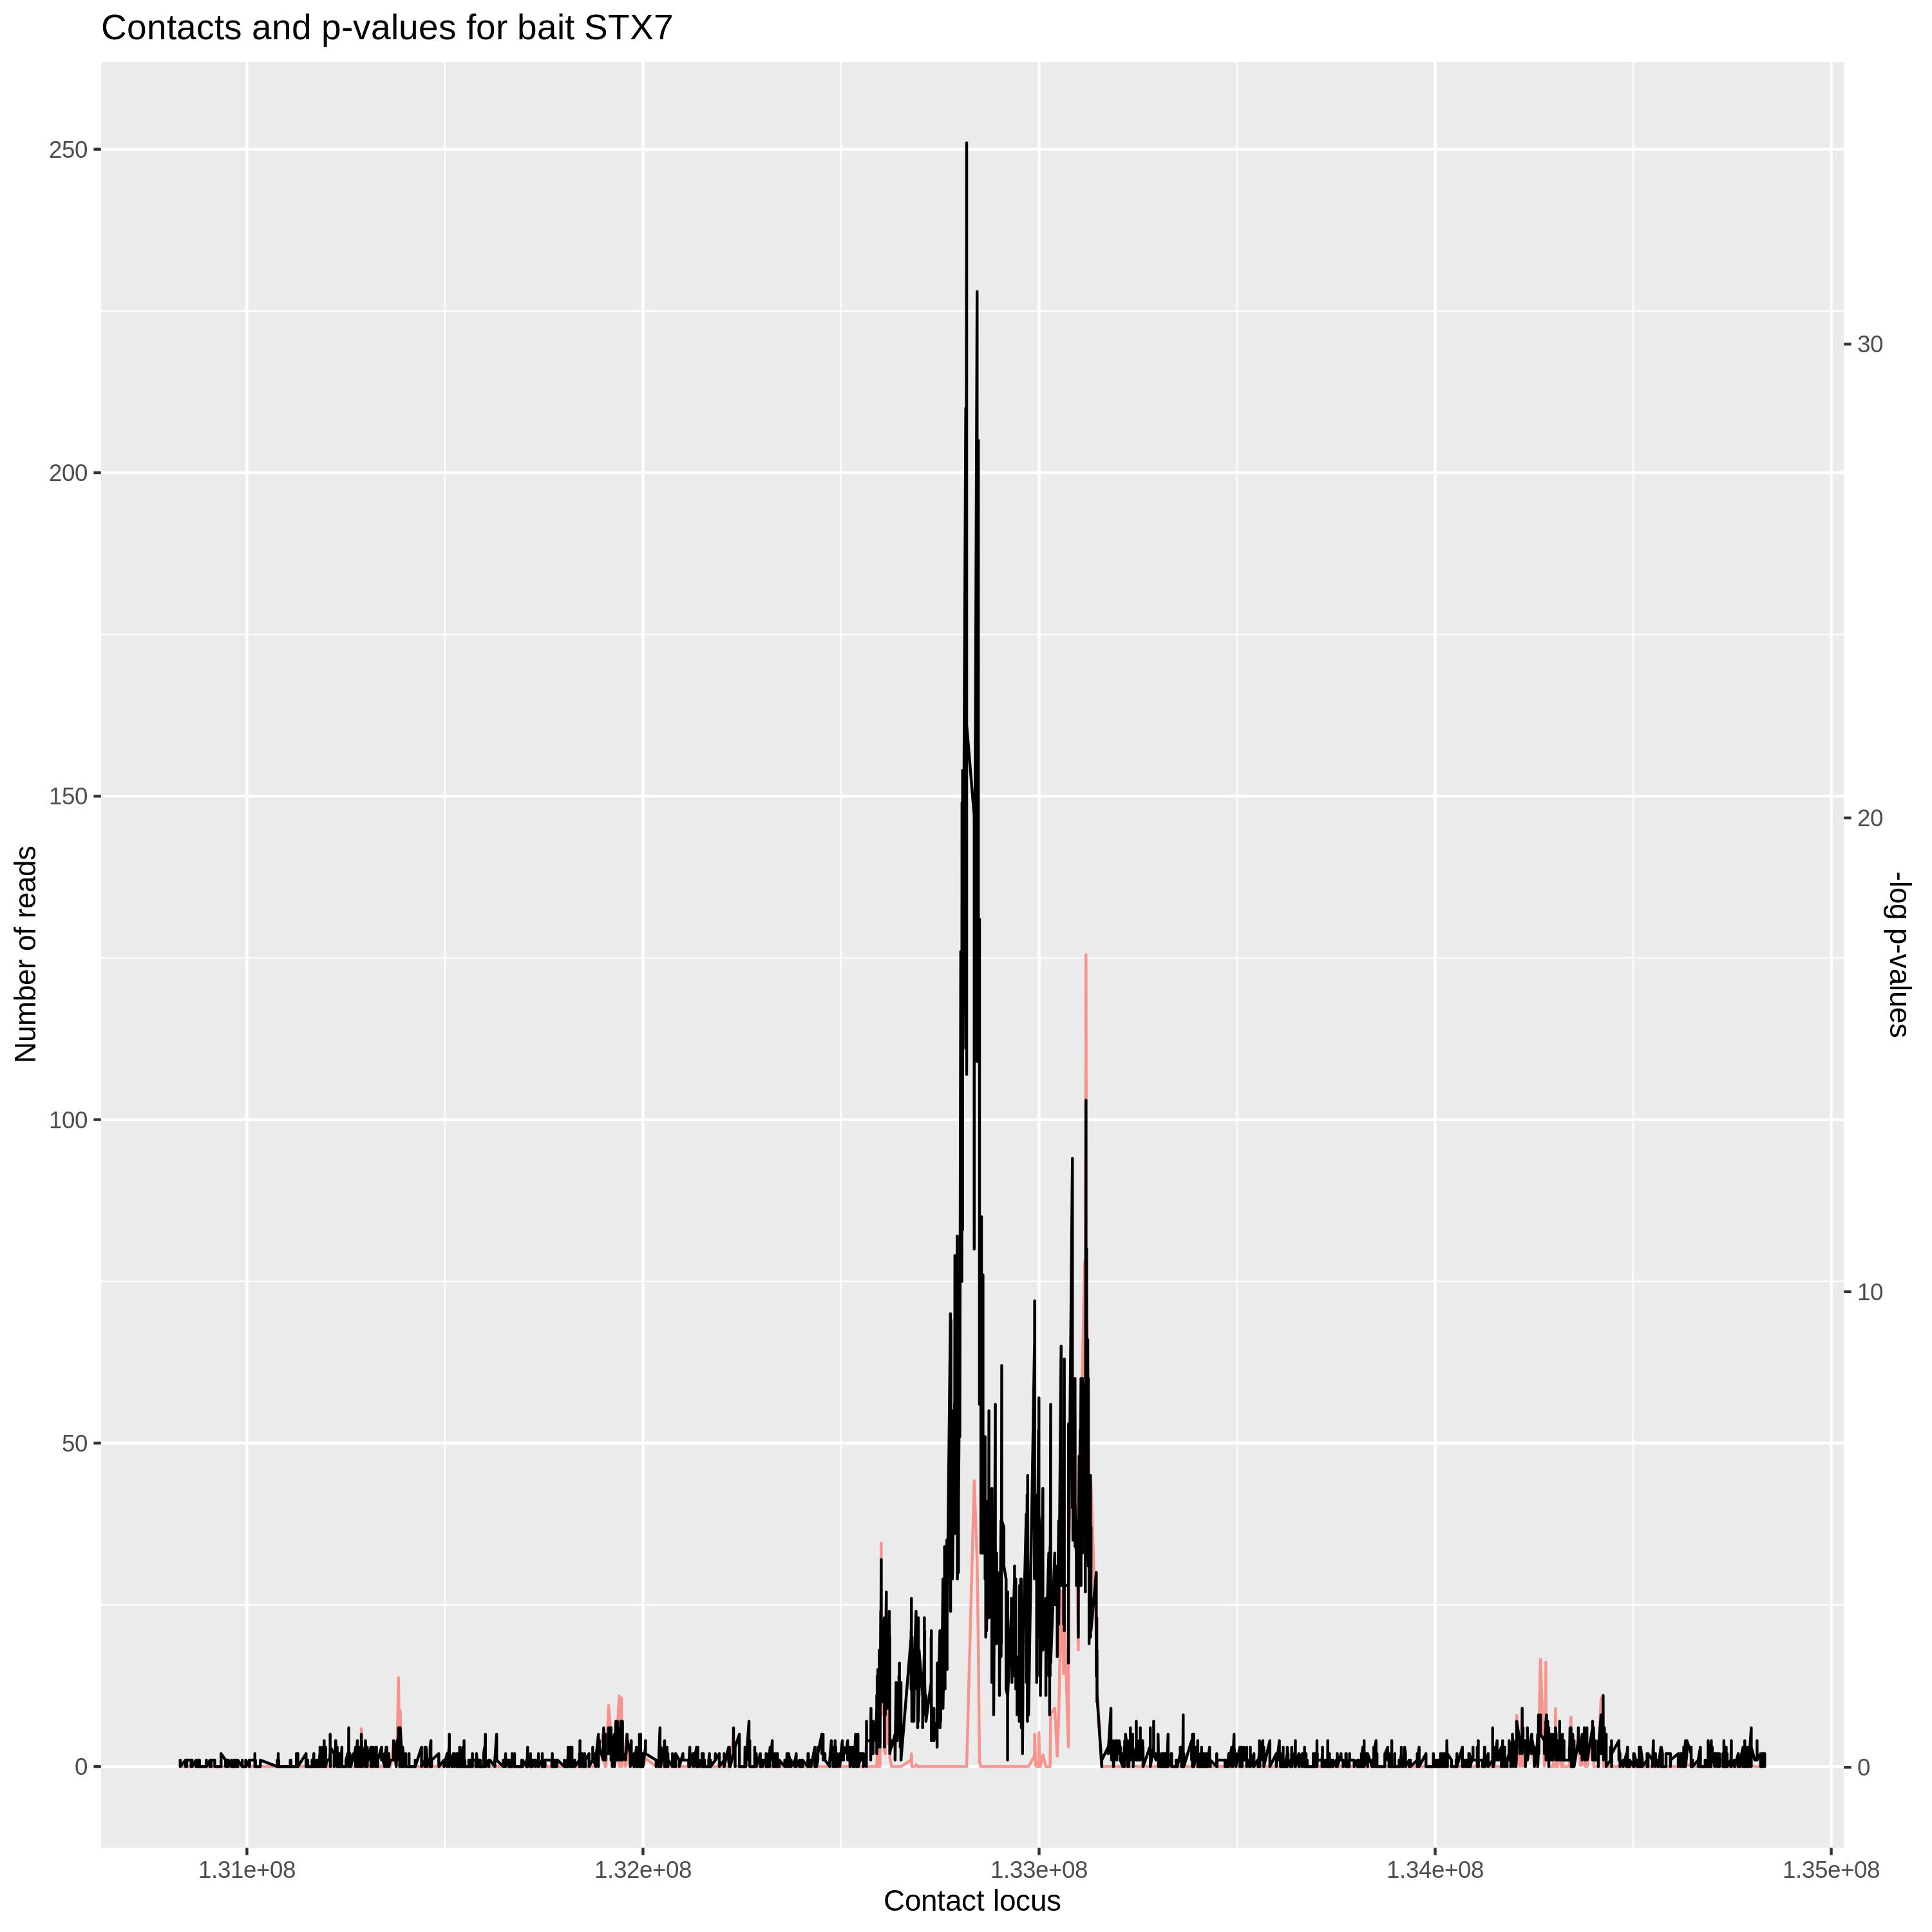 Contacts and p-values for bait STX7
250
200
150
100
50
0
Number of reads
30
20
10
0
-log p-values
1.31e+08
1.32e+08
1.33e+08
1.34e+08
1.35e+08
Contact locus